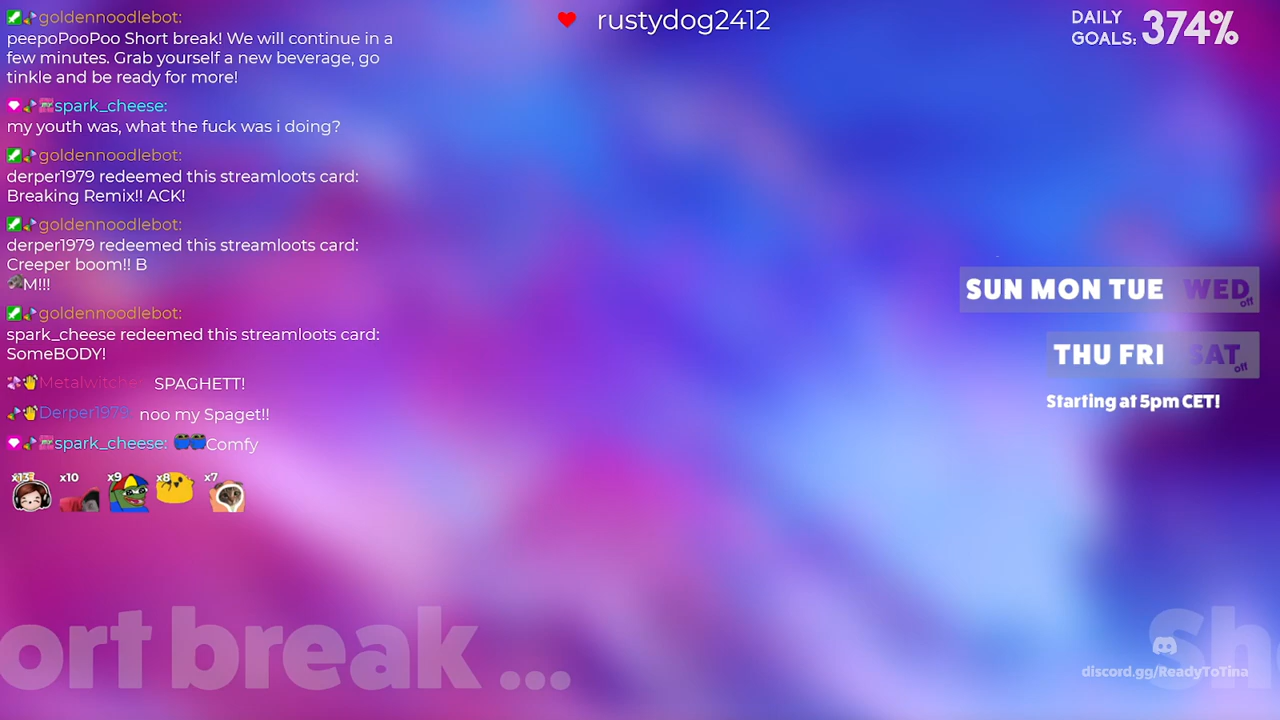 goldennoodlebot:
peepoPooPoo Short break! We will continue in a
few minutes. Grab yourself a new beverage, go
tinkle and be ready for more!
spark_cheese:
my youth was, what the fuck was i doing?
goldennoodlebot:
derper1979 redeemed this streamloots card:
Breaking Remix!! ACK!
goldennoodlebot:
derper1979 redeemed this streamloots card:
Creeper boom!! B
M!!!
goldennoodlebot:
spark_cheese redeemed this streamloots card:
SomeBODY!
Metalwitche: SPAGHETT!
Derper1979: noo my Spaget!!
spark_cheese: Comfy
x13 x10 x9 x8 x7
rustydog2412
DAILY
GOALS: 374%
SUN MON TUE WED off
THU FRI SAT off
Starting at 5pm CET!
ort break ... Sh
discord.gg/ReadyToTina